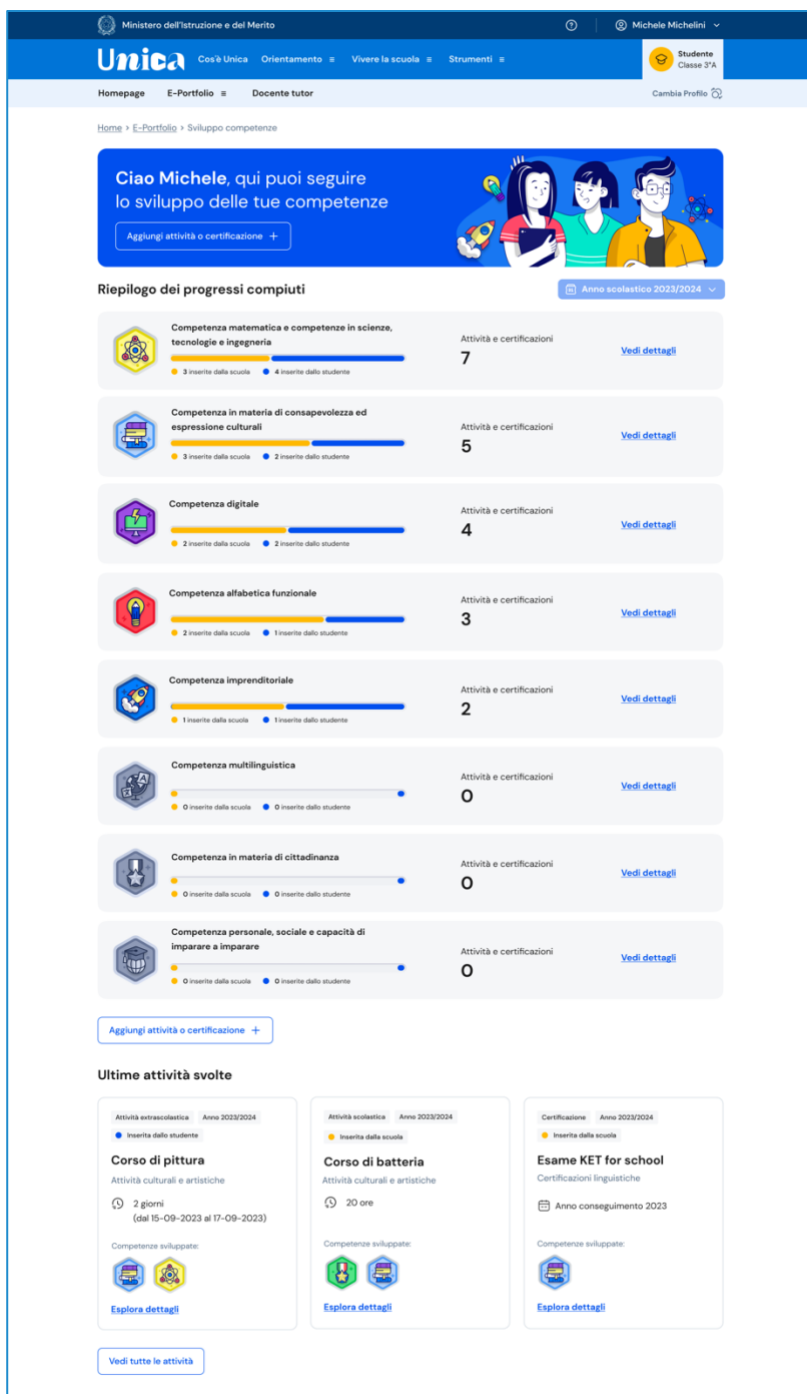 Ministero dell'Istruzione e del Merito
Michele Michelini
Unica
Cos'è Unica Orientamento Vivere la scuola Strumenti
Studente
Classe 3°A
Homepage E-Portfolio Docente tutor
Cambia Profilo
Home > E-Portfolio > Sviluppo competenze
Ciao Michele, qui puoi seguire
lo sviluppo delle tue competenze
Aggiungi attività o certificazione +
Riepilogo dei progressi compiuti
Anno scolastico 2023/2024
Competenza matematica e competenze in scienze,
tecnologie e ingegneria
3 inserite dalla scuola 4 inserite dallo studente
Attività e certificazioni
7
Vedi dettagli
Competenza in materia di consapevolezza ed
espressione culturali
3 inserite dalla scuola 2 inserite dallo studente
Attività e certificazioni
5
Vedi dettagli
Competenza digitale
2 inserite dalla scuola 2 inserite dallo studente
Attività e certificazioni
4
Vedi dettagli
Competenza alfabetica funzionale
2 inserite dalla scuola 1 inserite dallo studente
Attività e certificazioni
3
Vedi dettagli
Competenza imprenditoriale
1 inserite dalla scuola 1 inserite dallo studente
Attività e certificazioni
2
Vedi dettagli
Competenza multilinguistica
0 inserite dalla scuola 0 inserite dallo studente
Attività e certificazioni
0
Vedi dettagli
Competenza in materia di cittadinanza
0 inserite dalla scuola 0 inserite dallo studente
Attività e certificazioni
0
Vedi dettagli
Competenza personale, sociale e capacità di
imparare a imparare
0 inserite dalla scuola 0 inserite dallo studente
Attività e certificazioni
0
Vedi dettagli
Aggiungi attività o certificazione +
Ultime attività svolte
Attività extrascolastica Anno 2023/2024
Inserita dallo studente
Corso di pittura
Attività culturali e artistiche
2 giorni
(dal 15-09-2023 al 17-09-2023)
Competenze sviluppate:
Esplora dettagli
Attività scolastica Anno 2023/2024
Inserita dalla scuola
Corso di batteria
Attività culturali e artistiche
20 ore
Competenze sviluppate:
Esplora dettagli
Certificazione Anno 2023/2024
Inserita dalla scuola
Esame KET for school
Certificazioni linguistiche
Anno conseguimento 2023
Competenze sviluppate:
Esplora dettagli
Vedi tutte le attività